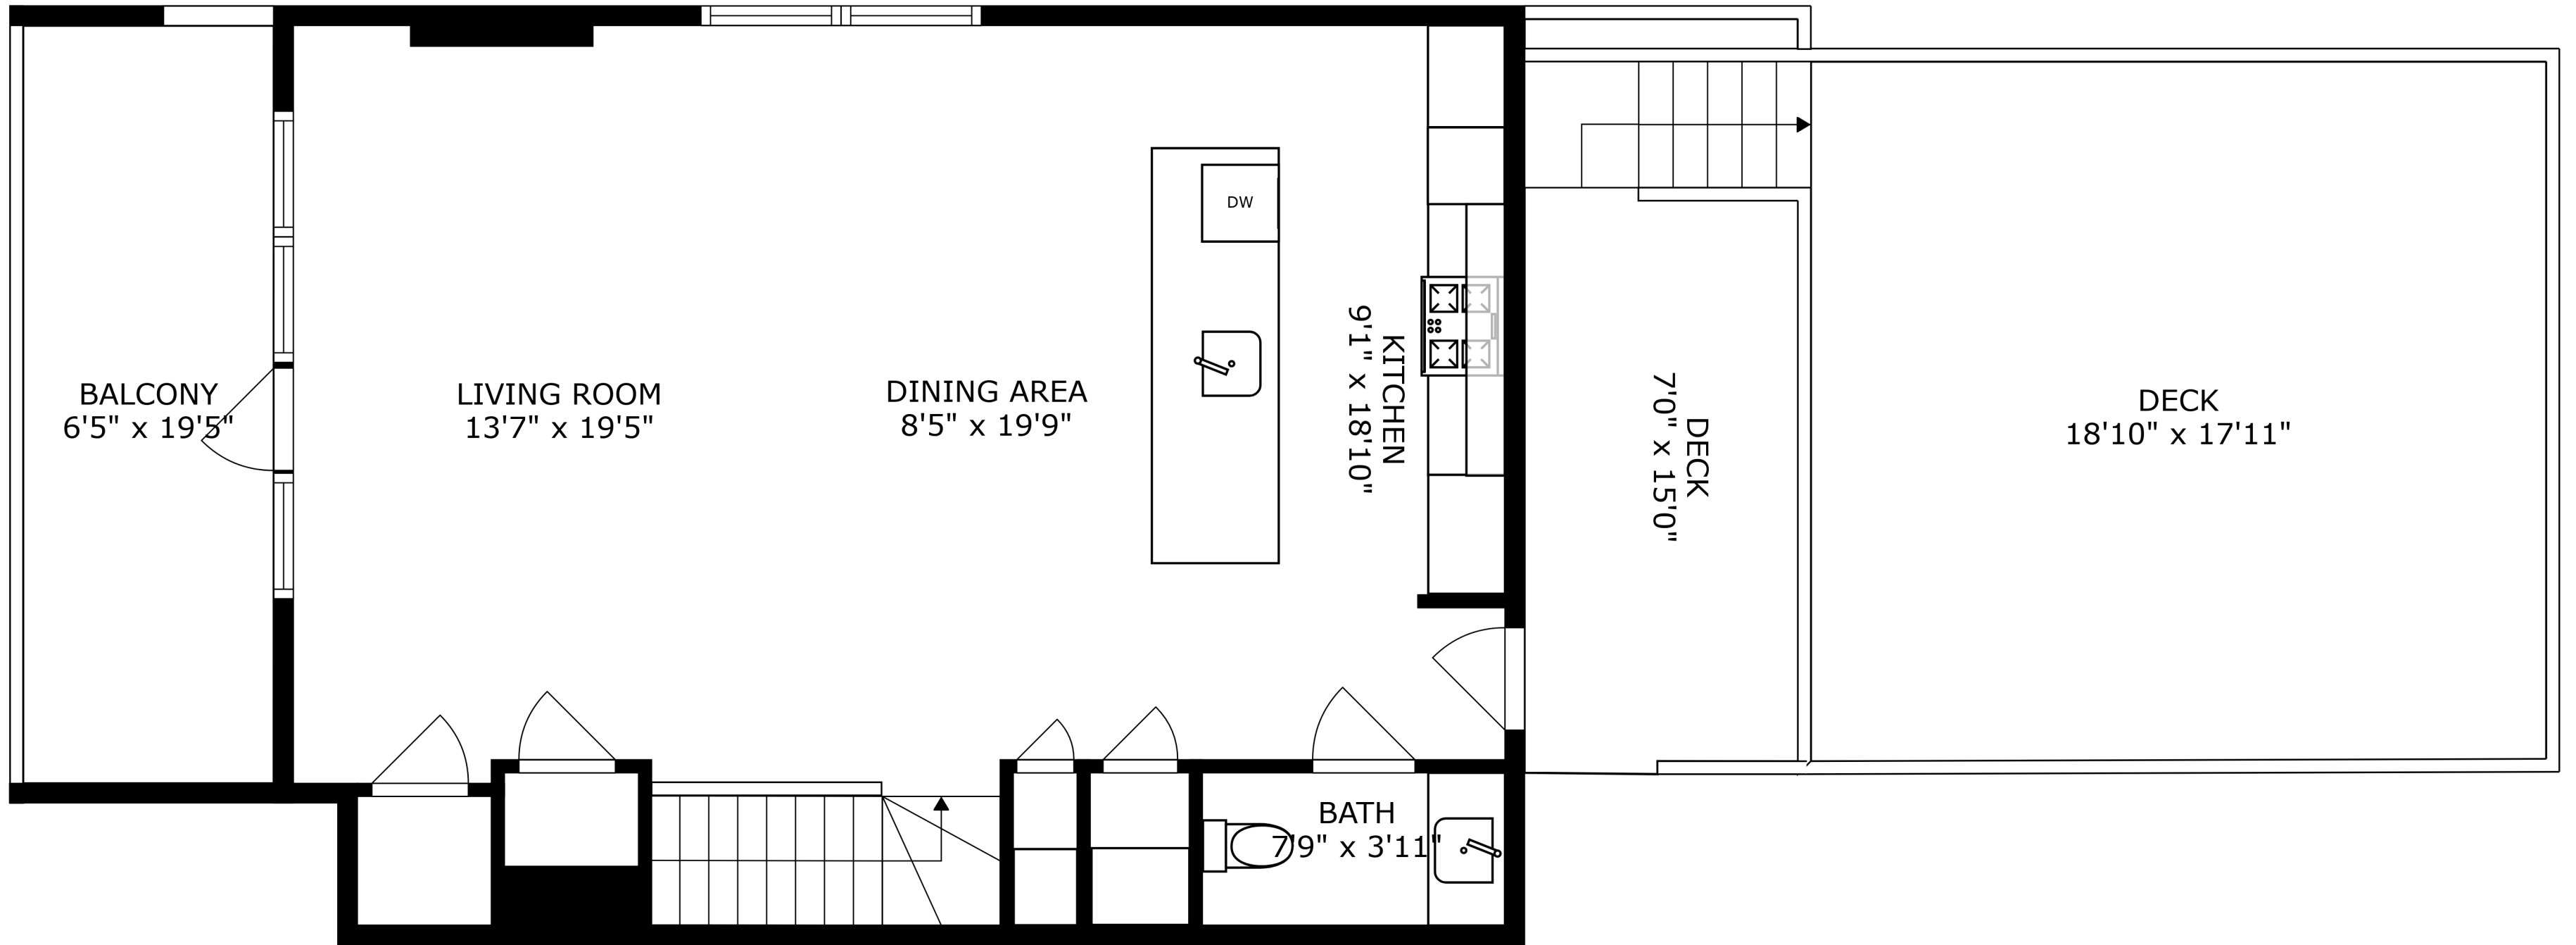 BALCONY
6'5" x 19'5"
LIVING ROOM
13'7" x 19'5"
DINING AREA
8'5" x 19'9"
DW
KITCHEN
9'1" x 18'10"
DECK
7'0" x 15'0"
DECK
18'10" x 17'11"
BATH
7'9" x 3'11"